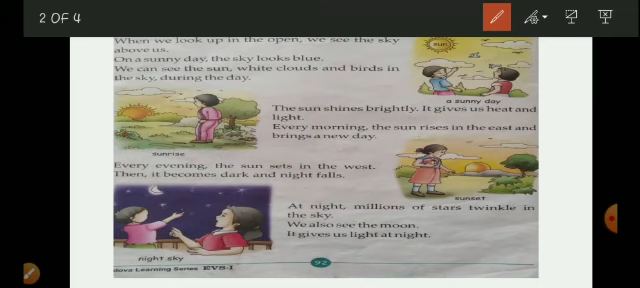 2 OF 4
When we look up in the open, we see the sky
above us.
On a sunny day, the sky looks blue.
We can see the sun, white clouds and birds in
the sky, during the day.
sun
a sunny day
The sun shines brightly. It gives us heat and
light.
Every morning, the sun rises in the east and
brings a new day.
sunrise
Every evening, the sun sets in the west.
Then, it becomes dark and night falls.
sunset
At night, millions of stars twinkle in
the sky.
We also see the moon.
It gives us light at night.
night sky
Learning Series EVS-1
92